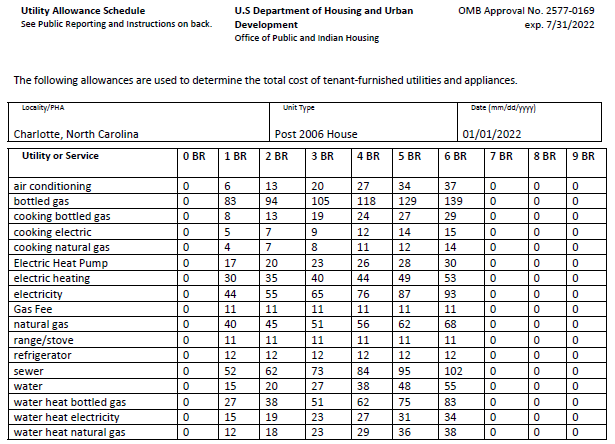 Utility Allowance Schedule
See Public Reporting and Instructions on back.
U.S Department of Housing and Urban
Development
Office of Public and Indian Housing
OMB Approval No. 2577-0169
exp. 7/31/2022
The following allowances are used to determine the total cost of tenant-furnished utilities and appliances.
Locality/PHA Unit Type Date (mm/dd/yyyy)
Charlotte, North Carolina Post 2006 House 01/01/2022
Utility or Service 0 BR 1 BR 2 BR 3 BR 4 BR 5 BR 6 BR 7 BR 8 BR 9 BR
air conditioning 0 6 13 20 27 34 37 0 0 0
bottled gas 0 83 94 105 118 129 139 0 0 0
cooking bottled gas 0 8 13 19 24 27 29 0 0 0
cooking electric 0 5 7 9 12 14 15 0 0 0
cooking natural gas 0 4 7 8 11 12 14 0 0 0
Electric Heat Pump 0 17 20 23 26 28 30 0 0 0
electric heating 0 30 35 40 44 49 53 0 0 0
electricity 0 44 55 65 76 87 93 0 0 0
Gas Fee 0 11 11 11 11 11 11 0 0 0
natural gas 0 40 45 51 56 62 68 0 0 0
range/stove 0 11 11 11 11 11 11 0 0 0
refrigerator 0 12 12 12 12 12 12 0 0 0
sewer 0 52 62 73 84 95 102 0 0 0
water 0 15 20 27 38 48 55 0 0 0
water heat bottled gas 0 27 38 51 62 75 83 0 0 0
water heat electricity 0 15 19 23 27 31 34 0 0 0
water heat natural gas 0 12 18 23 29 36 38 0 0 0